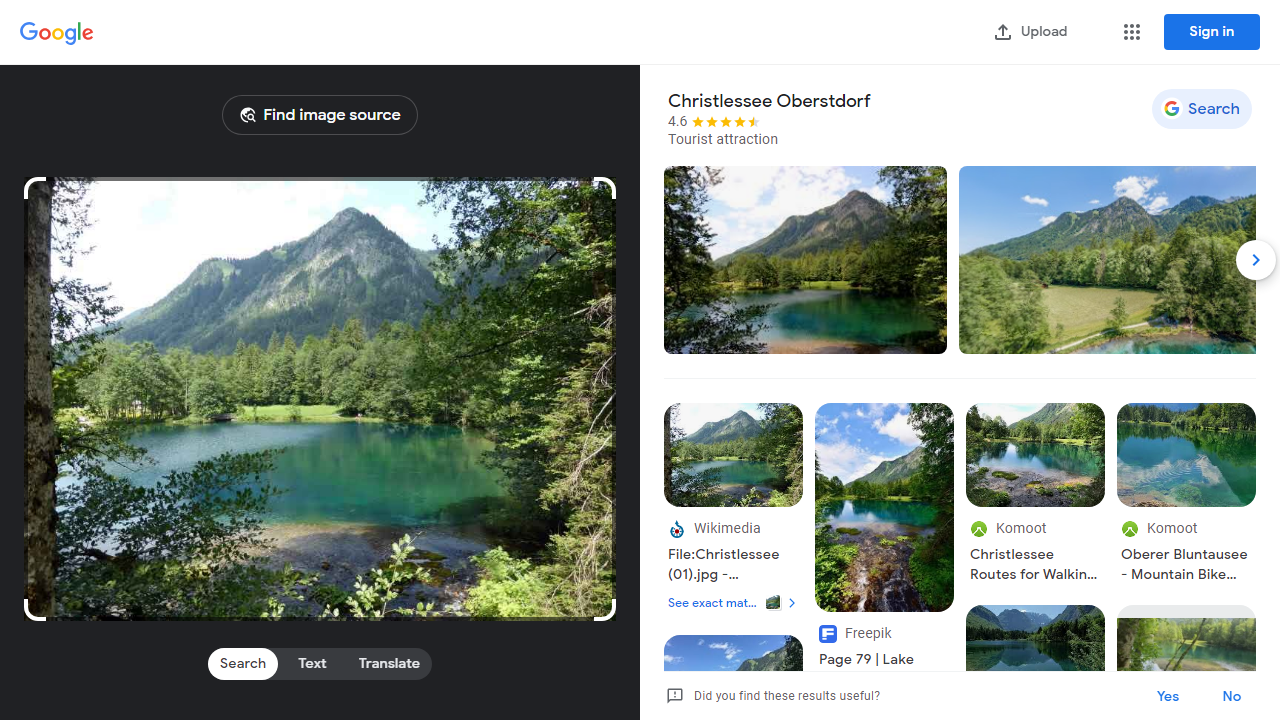 Google
Upload
Sign in
Find image source
Search
Text
Translate
Christlessee Oberstdorf
4.6
Tourist attraction
Search
Wikimedia
File:Christlessee
(01).jpg -...
See exact mat...
Freepik
Page 79 | Lake
Komoot
Christlessee
Routes for Walkin...
Komoot
Oberer Bluntausee
- Mountain Bike...
Did you find these results useful?
Yes
No